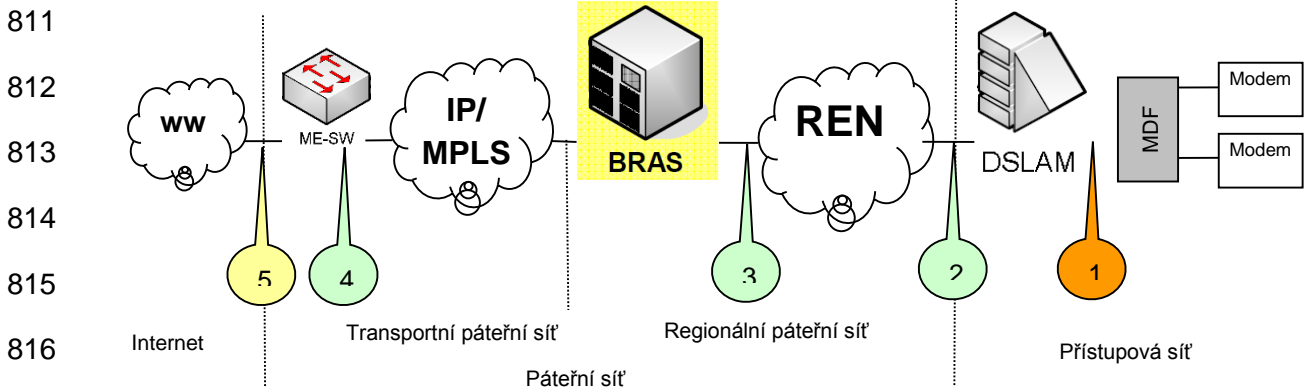 811
812
813
814
815
816
ww
ME-SW
IP/
MPLS
BRAS
REN
DSLAM
MDF
Modem
Modem
5
4
3
2
1
Internet
Transportní páteřní síť
Regionální páteřní síť
Přístupová síť
Páteřní síť